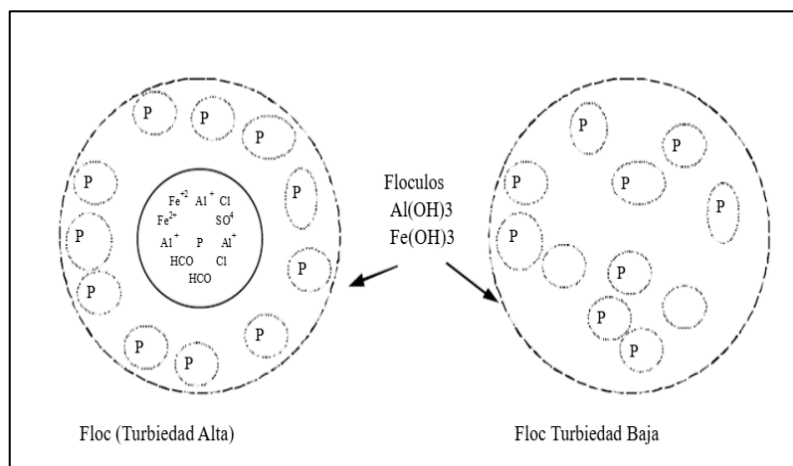 P
P
P
P
P
P
Fe+2 Al+ Cl
Fe2+ SO4
Al+ P Al+
HCO Cl
HCO
P
P
P
P
P
P
P
Floculos
Al(OH)3
Fe(OH)3
P
P
P
P
P
P
P
P
P
Floc (Turbiedad Alta)
Floc Turbiedad Baja